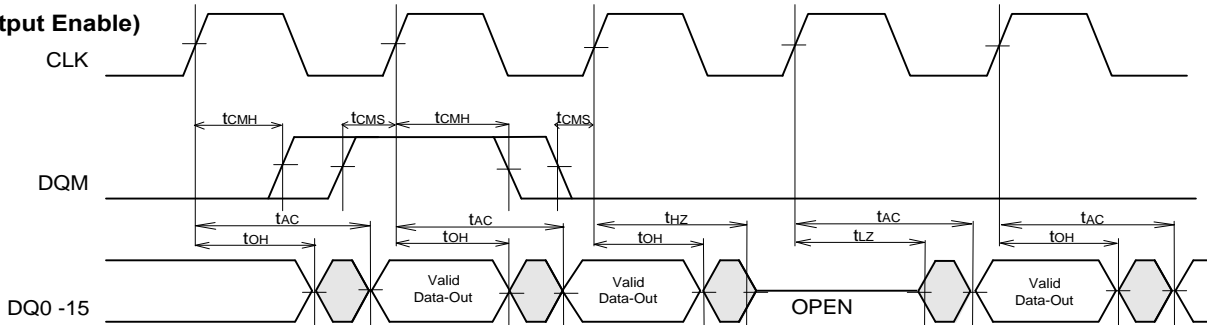 tput Enable)
CLK
tCMH tCMS tCMH tCMS
DQM
tAC tAC tHZ tAC tAC
tOH tOH tOH tLZ tOH
Valid Data-Out
Valid Data-Out
OPEN
Valid Data-Out
DQ0 -15